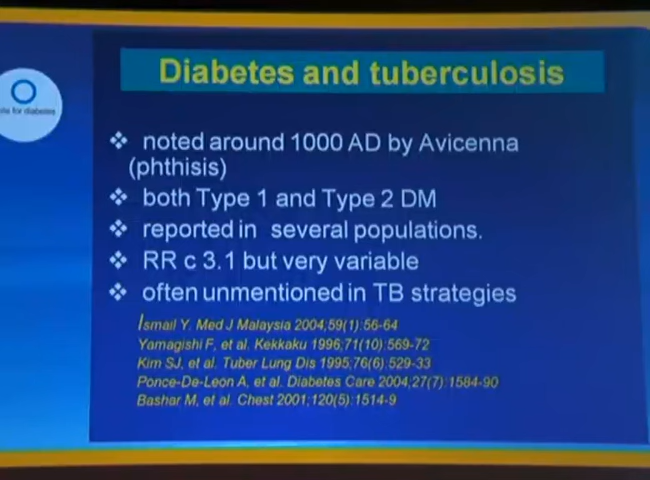 Diabetes and tuberculosis
for diabetes
❖ noted around 1000 AD by Avicenna
(phthisis)
❖ both Type 1 and Type 2 DM
❖ reported in several populations.
❖ RR c 3.1 but very variable
❖ often unmentioned in TB strategies
Ismail Y. Med J Malaysia 2004;59(1):56-64
Yamagishi F, et al. Kekkaku 1996;71(10):569-72
Kim SJ, et al. Tuber Lung Dis 1995;76(6):529-33
Ponce-De-Leon A, et al. Diabetes Care 2004;27(7):1584-90
Bashar M, et al. Chest 2001;120(5):1514-9